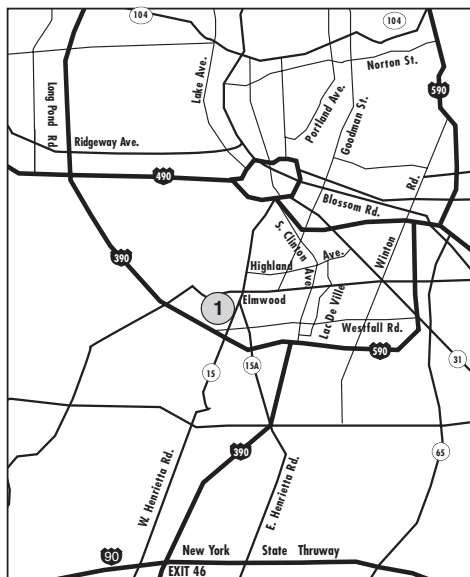 104
104
Norton St.
Lake Ave.
590
Long Pond Rd.
Portland Ave.
Goodman St.
Ridgeway Ave.
490
Rd.
Blossom Rd.
S. Clinton Ave
Winton
Highland Ave.
390
1
Elmwood
Lac De Ville
Westfall Rd.
590
15
15A
31
390
65
W. Henrietta Rd.
E. Henrietta Rd.
90
New York State Thruway
EXIT 46